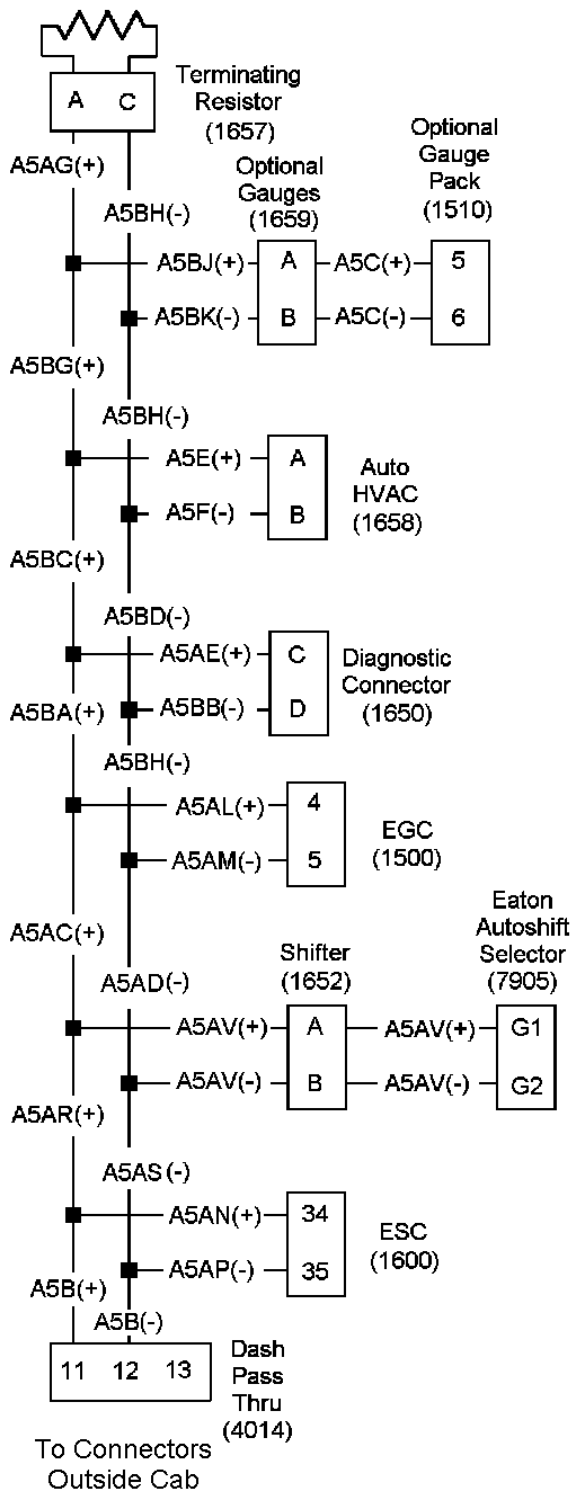 A C
Terminating
Resistor
(1657)
A5AG(+)
A5BH(-)
Optional
Gauges
(1659)
Optional
Gauge
Pack
(1510)
A5BJ(+) A A5C(+) 5
A5BK(-) B A5C(-) 6
A5BG(+)
A5BH(-)
A5E(+) A
A5F(-) B
Auto
HVAC
(1658)
A5BC(+)
A5BD(-)
A5AE(+) C
A5BB(-) D
Diagnostic
Connector
(1650)
A5BA(+)
A5BH(-)
A5AL(+) 4
A5AM(-) 5
EGC
(1500)
A5AC(+)
A5AD(-)
Shifter
(1652)
Eaton
Autoshift
Selector
(7905)
A5AV(+) A A5AV(+) G1
A5AV(-) B A5AV(-) G2
A5AR(+)
A5AS(-)
A5AN(+) 34
A5AP(-) 35
ESC
(1600)
A5B(+)
A5B(-)
11 12 13
Dash
Pass
Thru
(4014)
To Connectors
Outside Cab